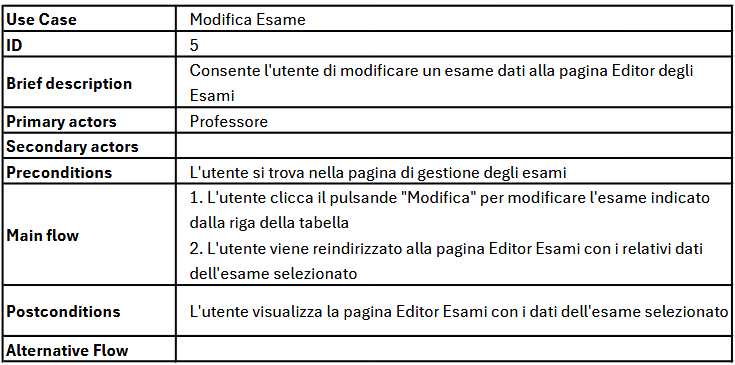 Use Case Modifica Esame
ID 5
Brief description Consente l'utente di modificare un esame dati alla pagina Editor degli
Esami
Primary actors Professore
Secondary actors
Preconditions L'utente si trova nella pagina di gestione degli esami
Main flow 1. L'utente clicca il pulsande "Modifica" per modificare l'esame indicato
dalla riga della tabella
2. L'utente viene reindirizzato alla pagina Editor Esami con i relativi dati
dell'esame selezionato
Postconditions L'utente visualizza la pagina Editor Esami con i dati dell'esame selezionato
Alternative Flow